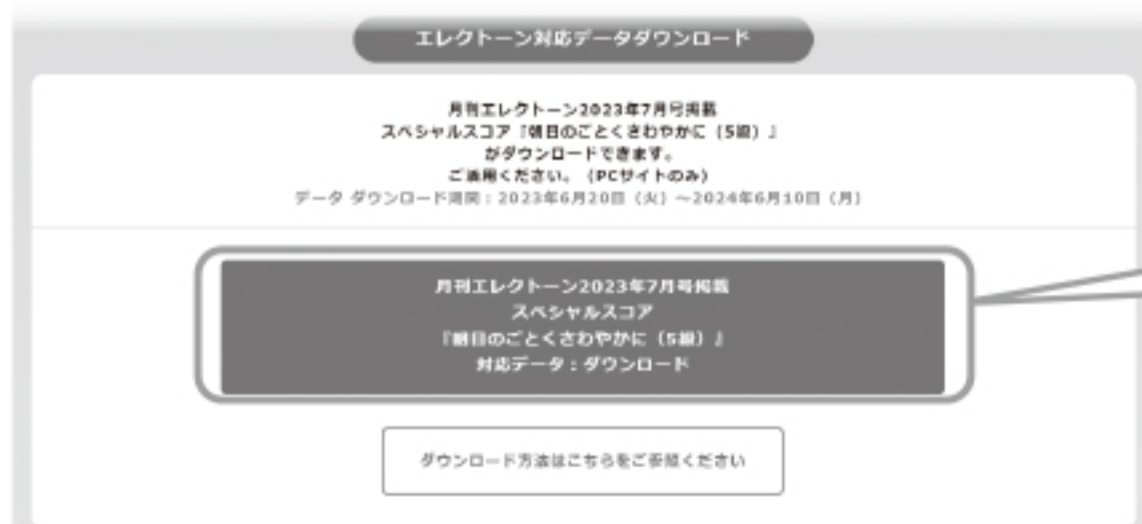 エレクトーン対応データダウンロード
月刊エレクトーン2023年7月号掲載
スペシャルスコア『朝日のごとくさわやかに(5級)』
がダウンロードできます。
ご活用ください。(PCサイトのみ)
データ ダウンロード期間:2023年6月20日(火)~2024年6月10日(月)
月刊エレクトーン2023年7月号掲載
スペシャルスコア
『朝日のごとくさわやかに(5級)』
対応データ:ダウンロード
ダウンロード方法はこちらをご参照ください